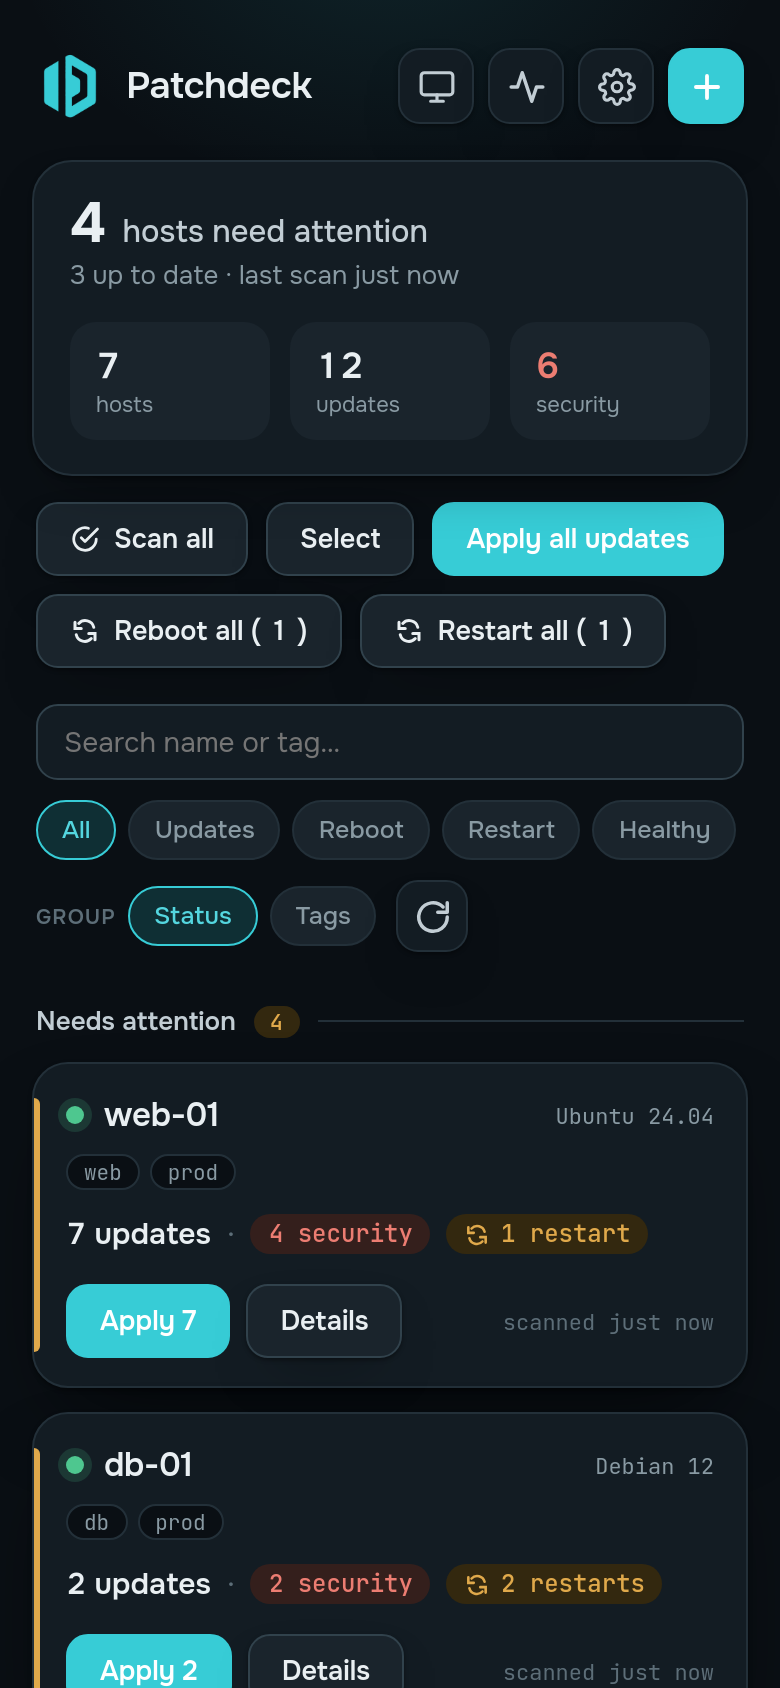 Patchdeck
4 hosts need attention
3 up to date · last scan just now
7
hosts
12
updates
6
security
Scan all
Select
Apply all updates
Reboot all ( 1 )
Restart all ( 1 )
Search name or tag...
All
Updates
Reboot
Restart
Healthy
GROUP
Status
Tags
Needs attention 4
web-01
Ubuntu 24.04
web
prod
7 updates · 4 security 1 restart
Apply 7
Details
scanned just now
db-01
Debian 12
db
prod
2 updates · 2 security 2 restarts
Apply 2
Details
scanned just now